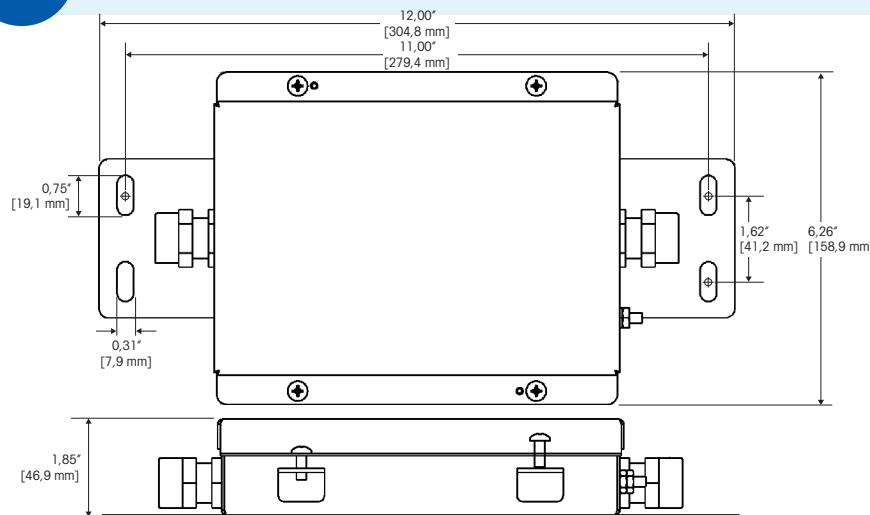 12,00″
[304,8 mm]
11,00″
[279,4 mm]
0,75″
[19,1 mm]
1,62″
[41,2 mm]
6,26″
[158,9 mm]
0,31″
[7,9 mm]
1,85″
[46,9 mm]